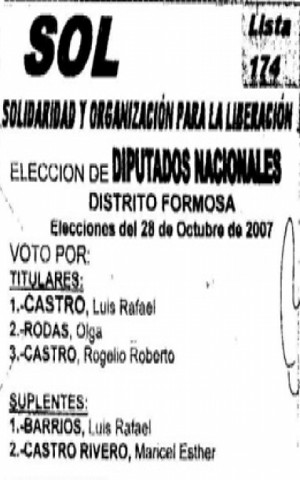 SOL
Lista
174
SOLIDARIDAD Y ORGANIZACIÓN PARA LA LIBERACIÓN
ELECCION DE DIPUTADOS NACIONALES
DISTRITO FORMOSA
Elecciones del 28 de Octubre de 2007
VOTO POR:
TITULARES:
1.-CASTRO, Luis Rafael
2.-RODAS, Olga
3.-CASTRO, Rogelio Roberto
SUPLENTES:
1.-BARRIOS, Luis Rafael
2.-CASTRO RIVERO, Maricel Esther